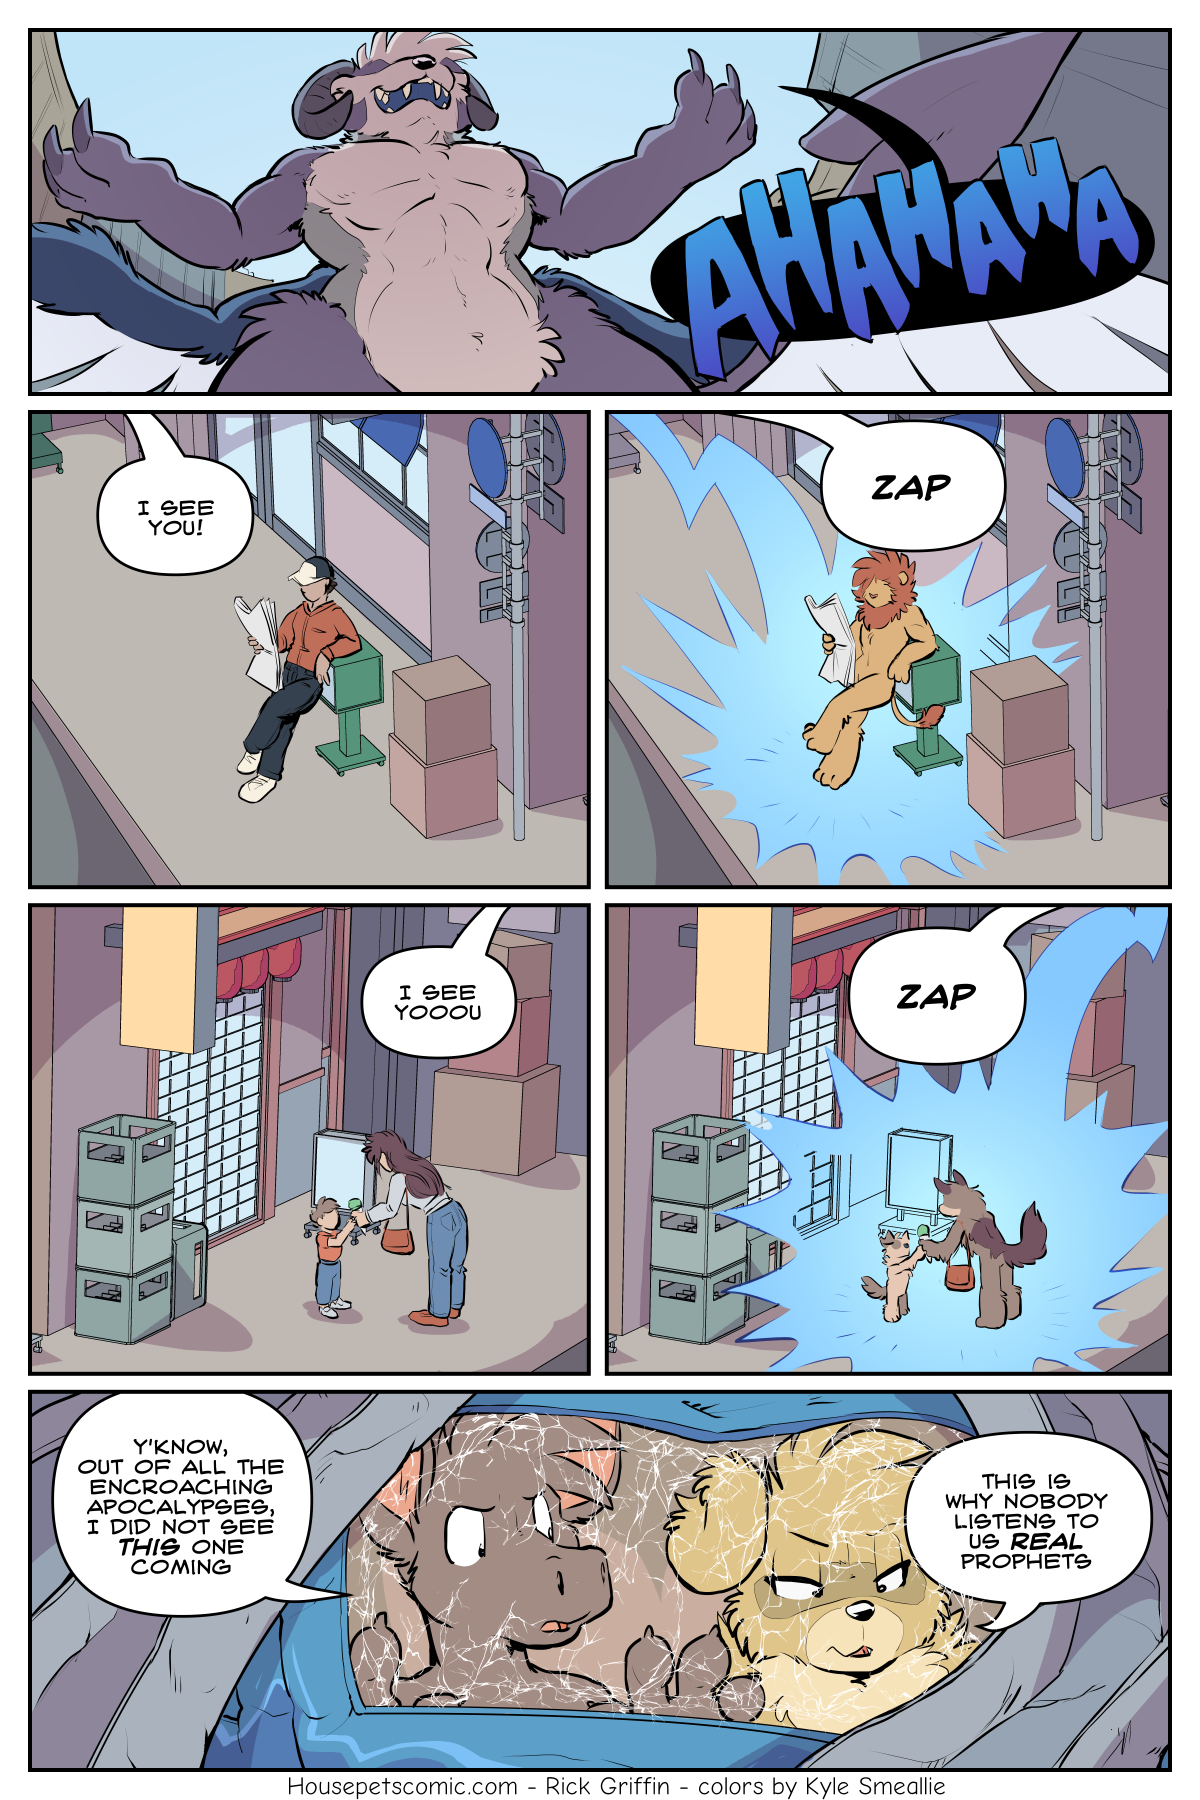 AHAHAHA
I SEE
YOU!
ZAP
I SEE
YOOOU
ZAP
Y'KNOW,
OUT OF ALL THE
ENCROACHING
APOCALYPSES,
I DID NOT SEE
THIS ONE
COMING
THIS IS
WHY NOBODY
LISTENS TO
US REAL
PROPHETS
Housepetscomic.com - Rick Griffin - colors by Kyle Smeallie